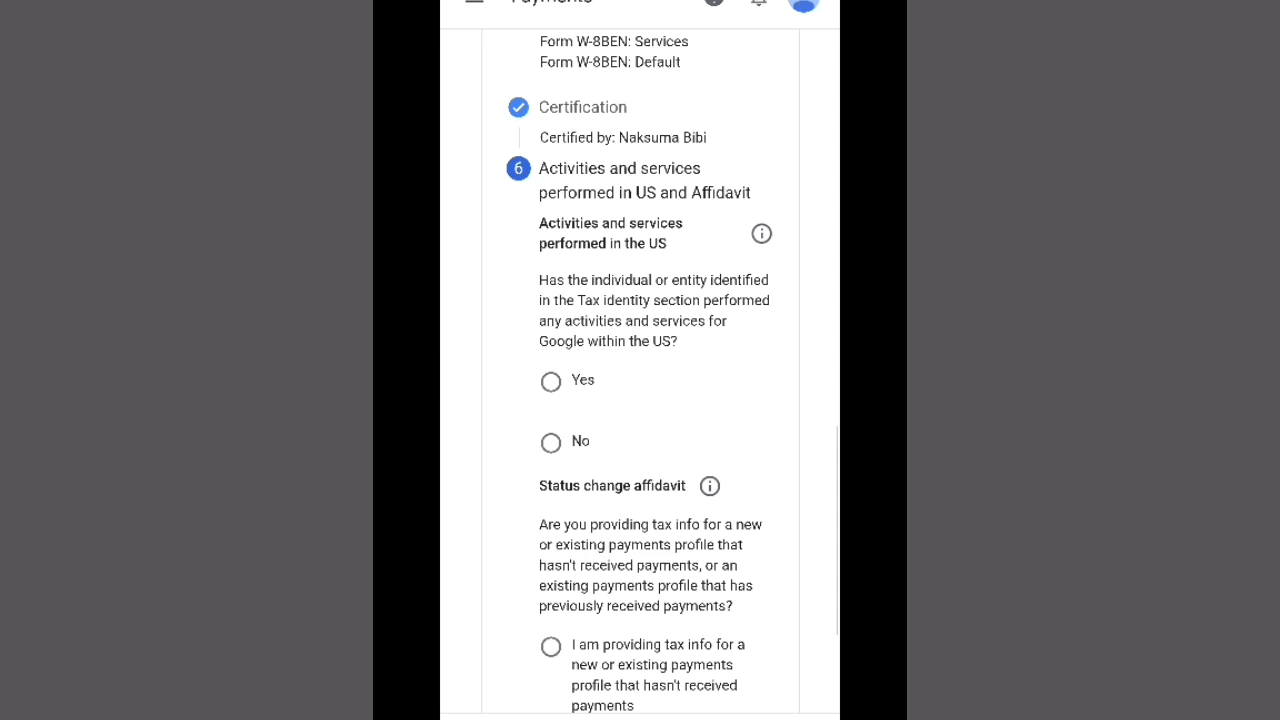 Payments
Form W-8BEN: Services
Form W-8BEN: Default
Certification
Certified by: Naksuma Bibi
6 Activities and services
performed in US and Affidavit
Activities and services
performed in the US
Has the individual or entity identified
in the Tax identity section performed
any activities and services for
Google within the US?
Yes
No
Status change affidavit
Are you providing tax info for a new
or existing payments profile that
hasn't received payments, or an
existing payments profile that has
previously received payments?
I am providing tax info for a
new or existing payments
profile that hasn't received
payments